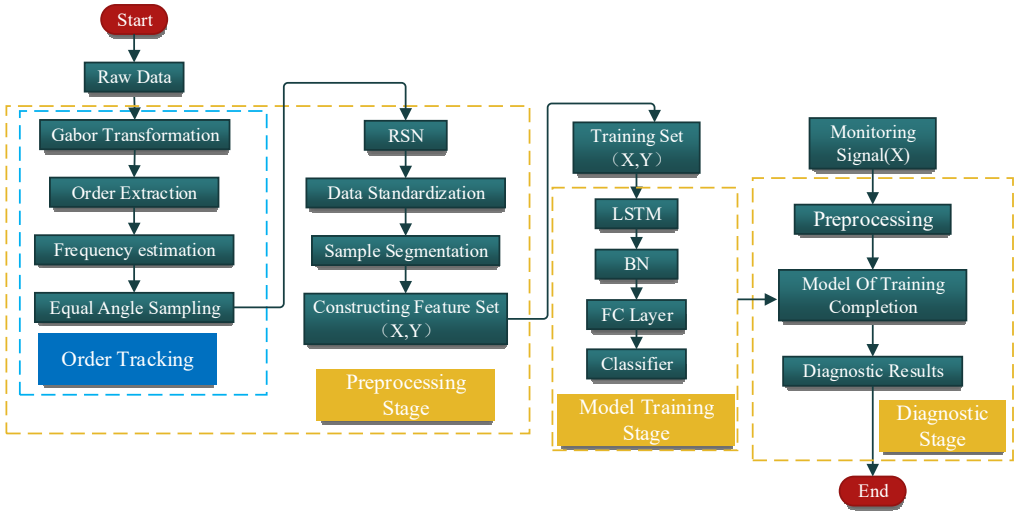 Start
Raw Data
Gabor Transformation
Order Extraction
Frequency estimation
Equal Angle Sampling
Order Tracking
RSN
Data Standardization
Sample Segmentation
Constructing Feature Set
（X,Y）
Preprocessing
Stage
Training Set
（X,Y）
LSTM
BN
FC Layer
Classifier
Model Training
Stage
Monitoring
Signal(X)
Preprocessing
Model Of Training
Completion
Diagnostic Results
Diagnostic
Stage
End